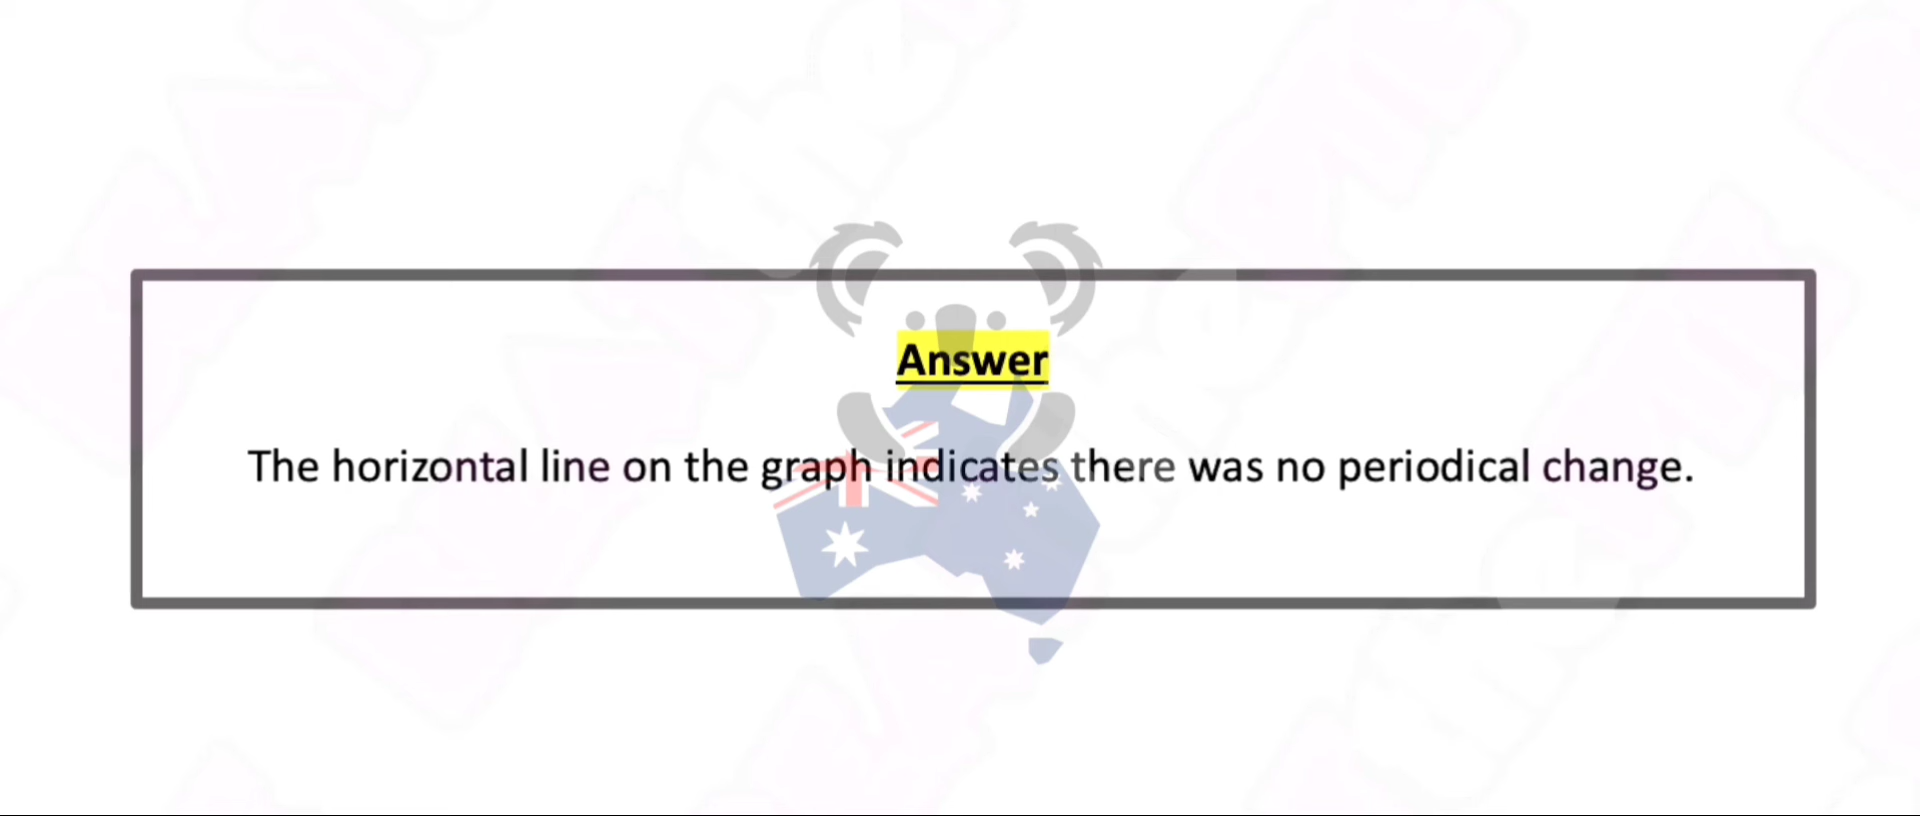 Answer
The horizontal line on the graph indicates there was no periodical change.